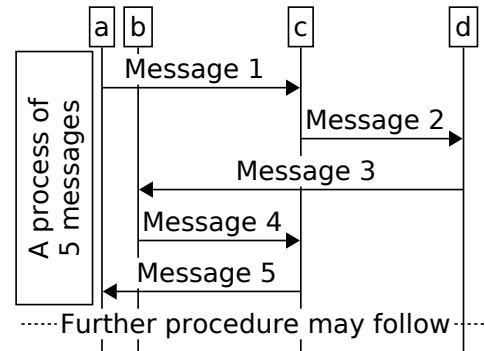 a
b
c
d
A process of
5 messages
Message 1
Message 2
Message 3
Message 4
Message 5
Further procedure may follow